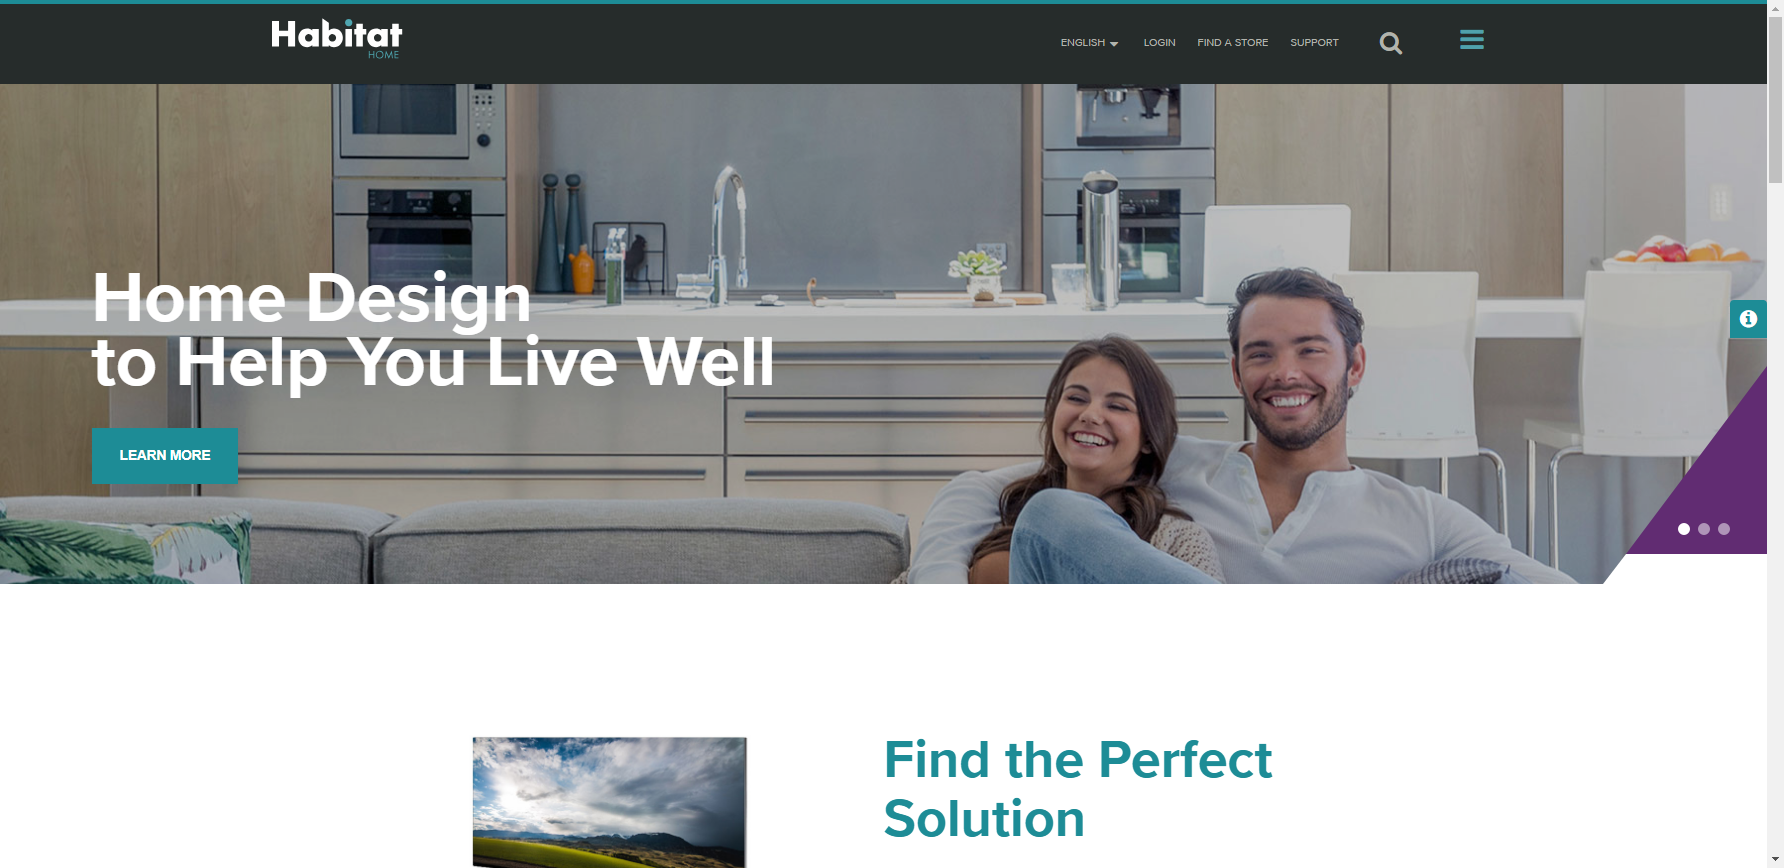 Habitat
HOME
ENGLISH
LOGIN
FIND A STORE
SUPPORT
Home Design
to Help You Live Well
LEARN MORE
Find the Perfect
Solution